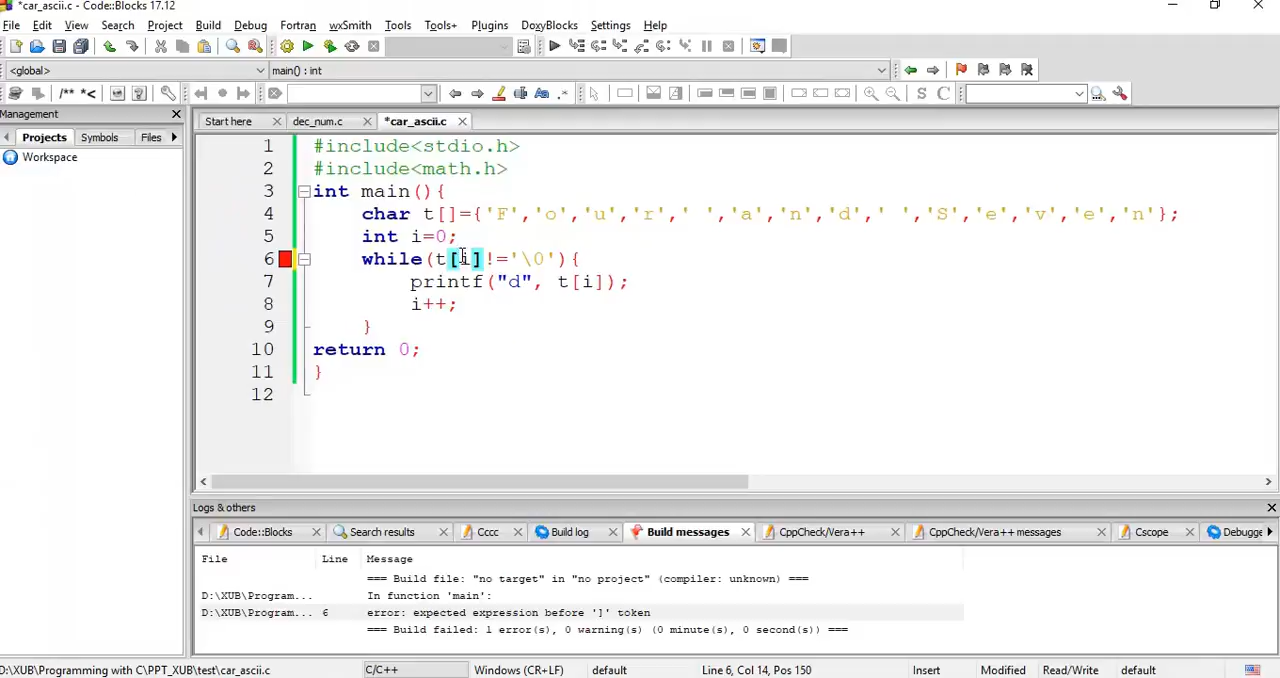 *car_ascii.c - Code::Blocks 17.12
File Edit View Search Project Build Debug Fortran wxSmith Tools Tools+ Plugins DoxyBlocks Settings Help
<global> main() : int
/** *< S C
Management
Projects Symbols Files
Workspace
Start here dec_num.c *car_ascii.c
1 #include<stdio.h>
2 #include<math.h>
3 int main(){
4 char t[]={'F','o','u','r',' ','a','n','d',' ','S','e','v','e','n'};
5 int i=0;
6 while(t[i]!='\0'){
7 printf("d", t[i]);
8 i++;
9 }
10 return 0;
11 }
12
Logs & others
Code::Blocks Search results Cccc Build log Build messages CppCheck/Vera++ CppCheck/Vera++ messages Cscope Debugge
File Line Message
=== Build file: "no target" in "no project" (compiler: unknown) ===
D:\XUB\Program... In function 'main':
D:\XUB\Program... 6 error: expected expression before ']' token
=== Build failed: 1 error(s), 0 warning(s) (0 minute(s), 0 second(s)) ===
D:\XUB\Programming with C\PPT_XUB\test\car_ascii.c C/C++ Windows (CR+LF) default Line 6, Col 14, Pos 150 Insert Modified Read/Write default